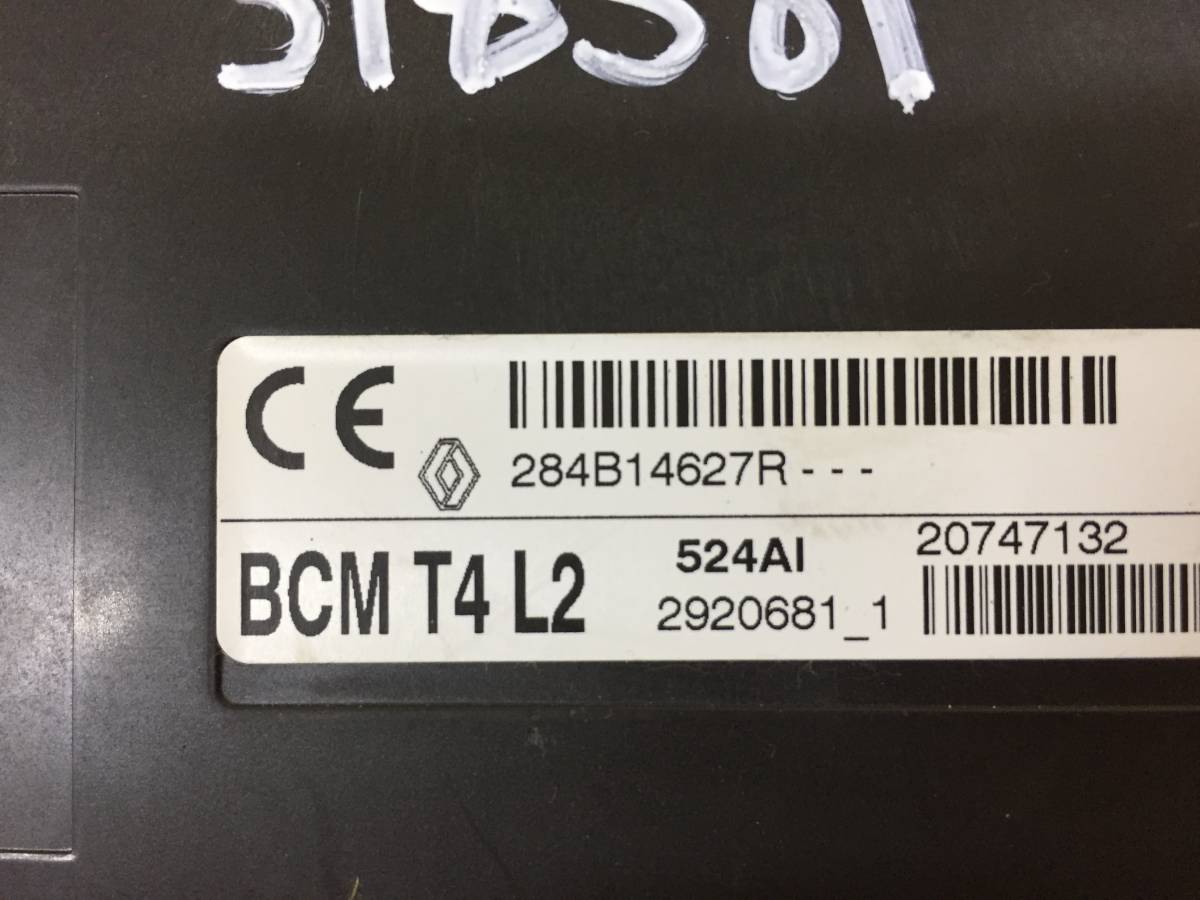 CE
284B14627R - - -
BCM T4 L2
524AI
20747132
2920681_1